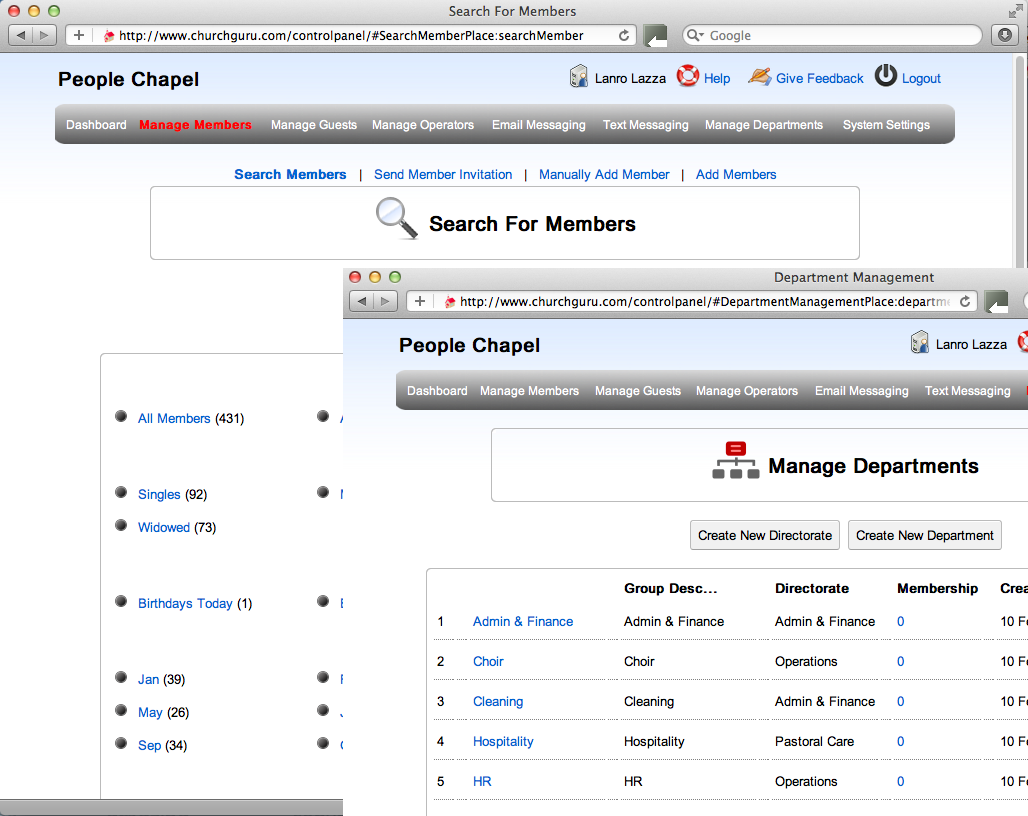 Search For Members
http://www.churchguru.com/controlpanel/#SearchMemberPlace:searchMember
Google
People Chapel
Lanro Lazza Help Give Feedback Logout
Dashboard Manage Members Manage Guests Manage Operators Email Messaging Text Messaging Manage Departments System Settings
Search Members | Send Member Invitation | Manually Add Member | Add Members
Search For Members
All Members (431)
Singles (92)
Widowed (73)
Birthdays Today (1)
Jan (39)
May (26)
Sep (34)
Department Management
http://www.churchguru.com/controlpanel/#DepartmentManagementPlace:departme
People Chapel
Lanro Lazza
Dashboard Manage Members Manage Guests Manage Operators Email Messaging Text Messaging
Manage Departments
Create New Directorate Create New Department
Group Desc... Directorate Membership Crea
1 Admin & Finance Admin & Finance Admin & Finance 0 10 Fe
2 Choir Choir Operations 0 10 Fe
3 Cleaning Cleaning Admin & Finance 0 10 Fe
4 Hospitality Hospitality Pastoral Care 0 10 Fe
5 HR HR Operations 0 10 Fe